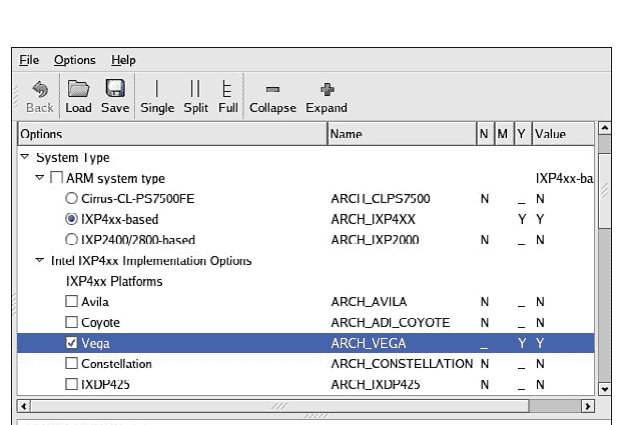 File Options Help
Back Load Save Single Split Full Collapse Expand
Options Name N M Y Value
System Type
ARM system type IXP4xx-ba
Cirrus-CL-PS7500FE ARCH_CLPS7500 N _ N
IXP4xx-based ARCH_IXP4XX Y Y
IXP2400/2800-based ARCH_IXP2000 N _ N
Intel IXP4xx Implementation Options
IXP4xx Platforms
Avila ARCH_AVILA N _ N
Coyote ARCH_ADI_COYOTE N _ N
Vega ARCH_VEGA _ Y Y
Constellation ARCH_CONSTELLATION N _ N
IXDP425 ARCH_IXDP425 N _ N